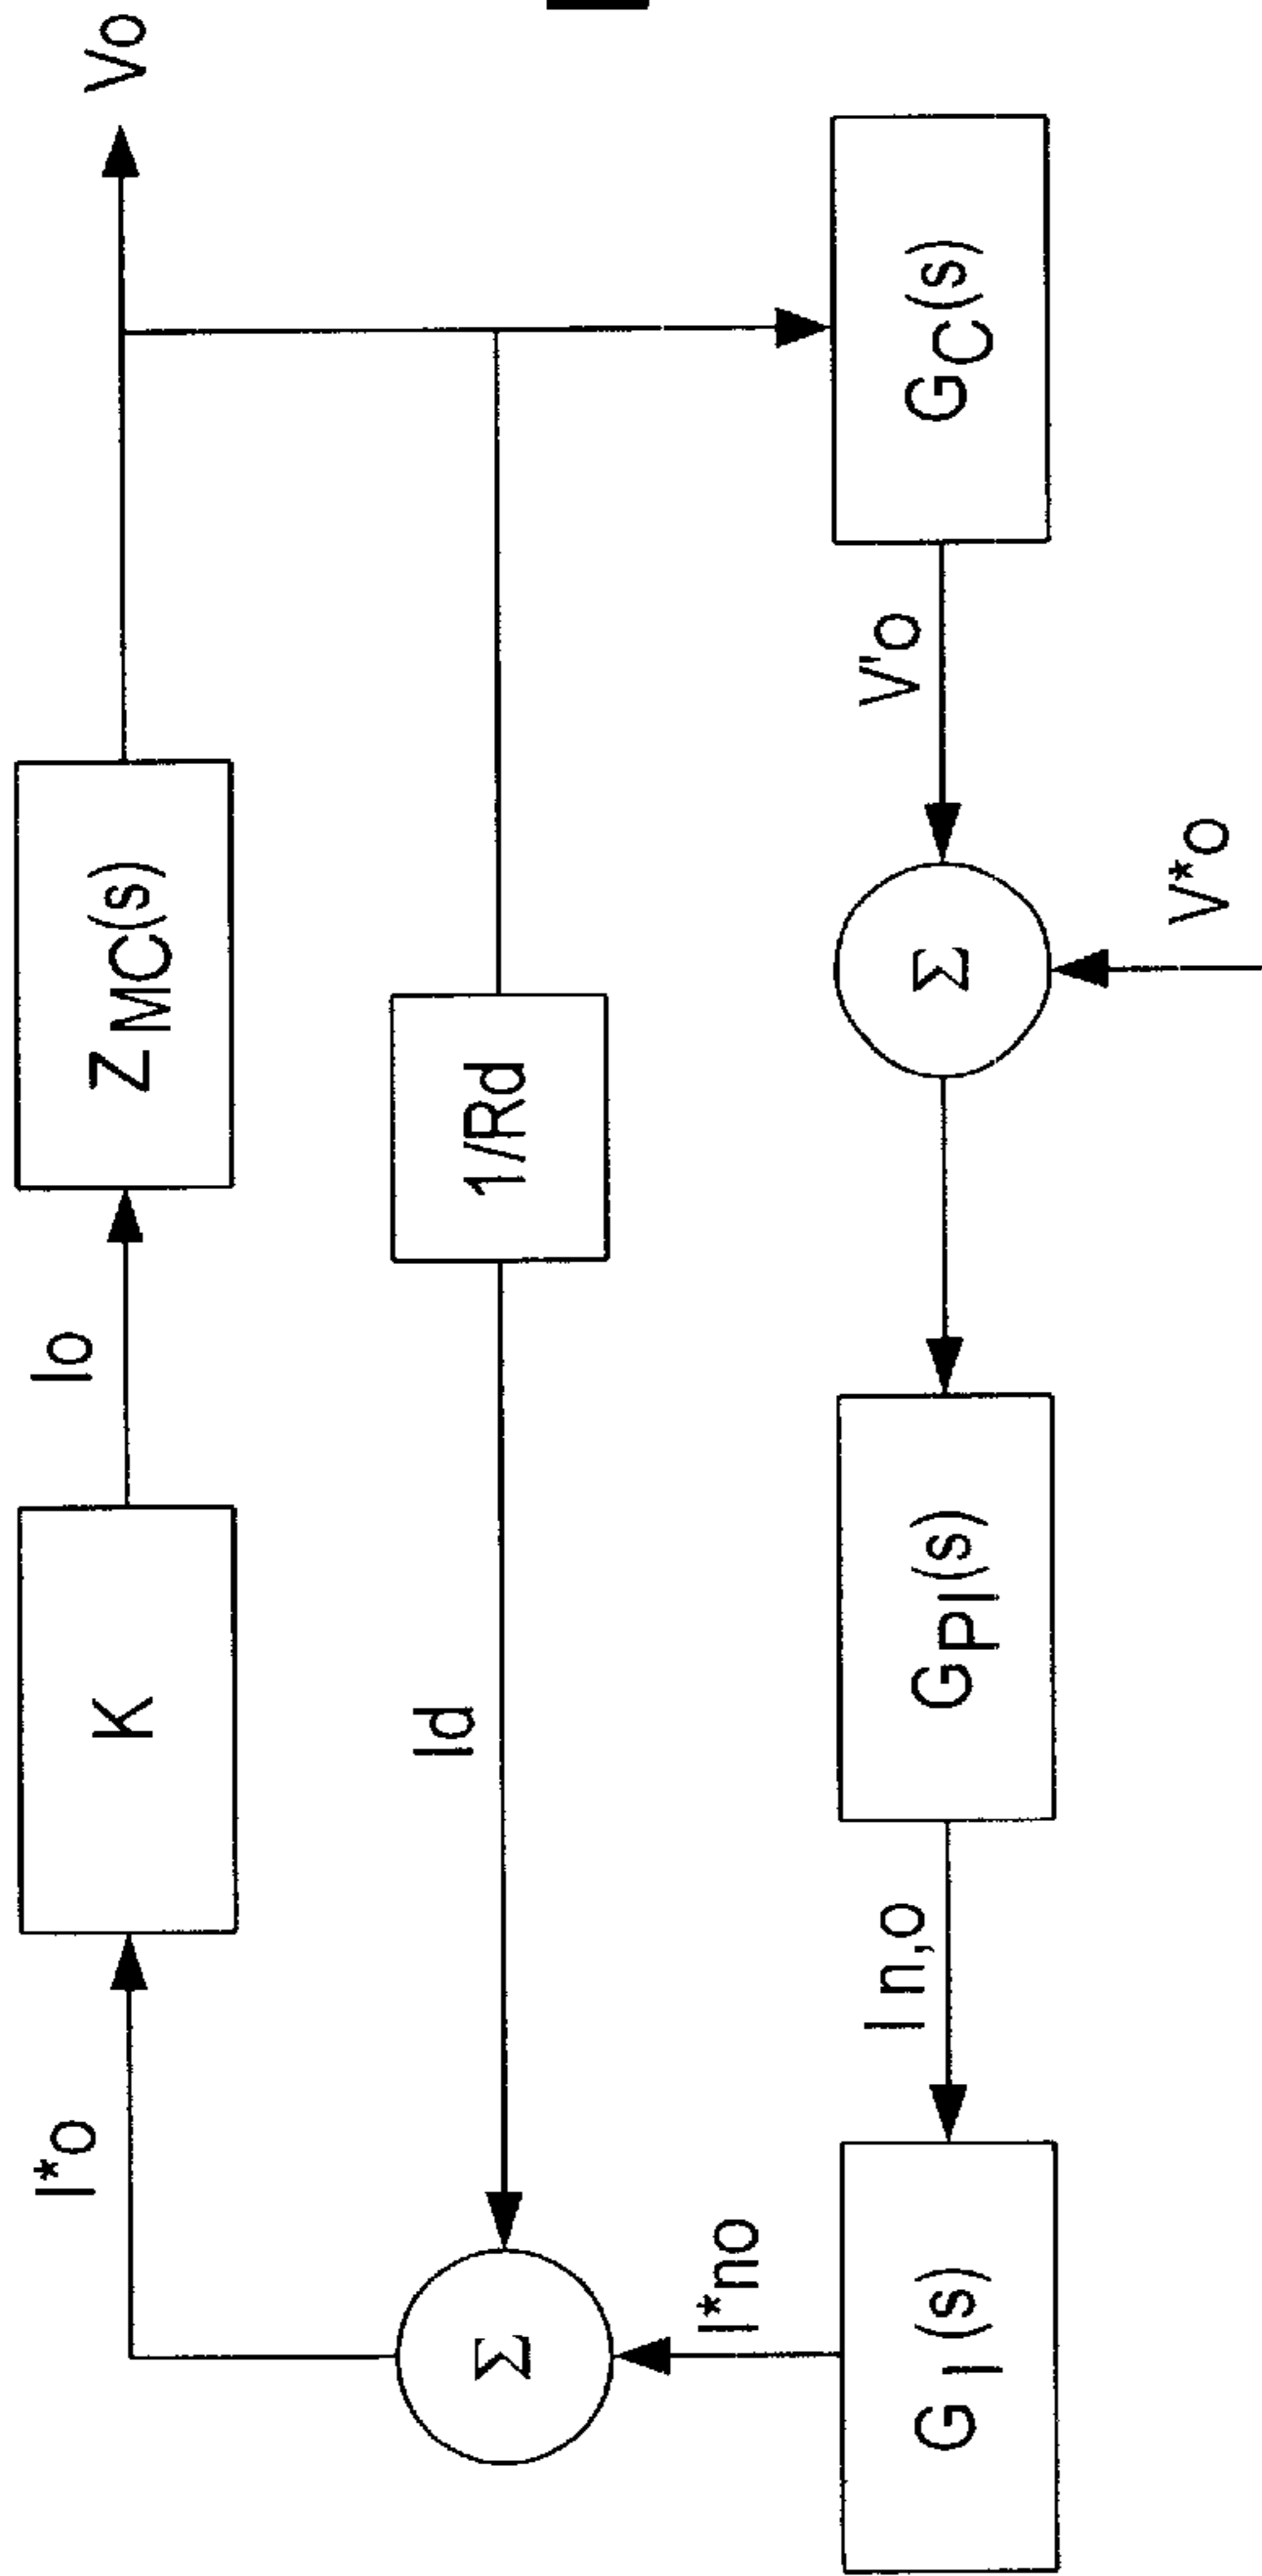 I*o
K
Io
Z MC(s)
Vo
Σ
Id
1/Rd
I*no
G I(s)
I n,o
G PI(s)
Σ
V'o
G C(s)
V*o